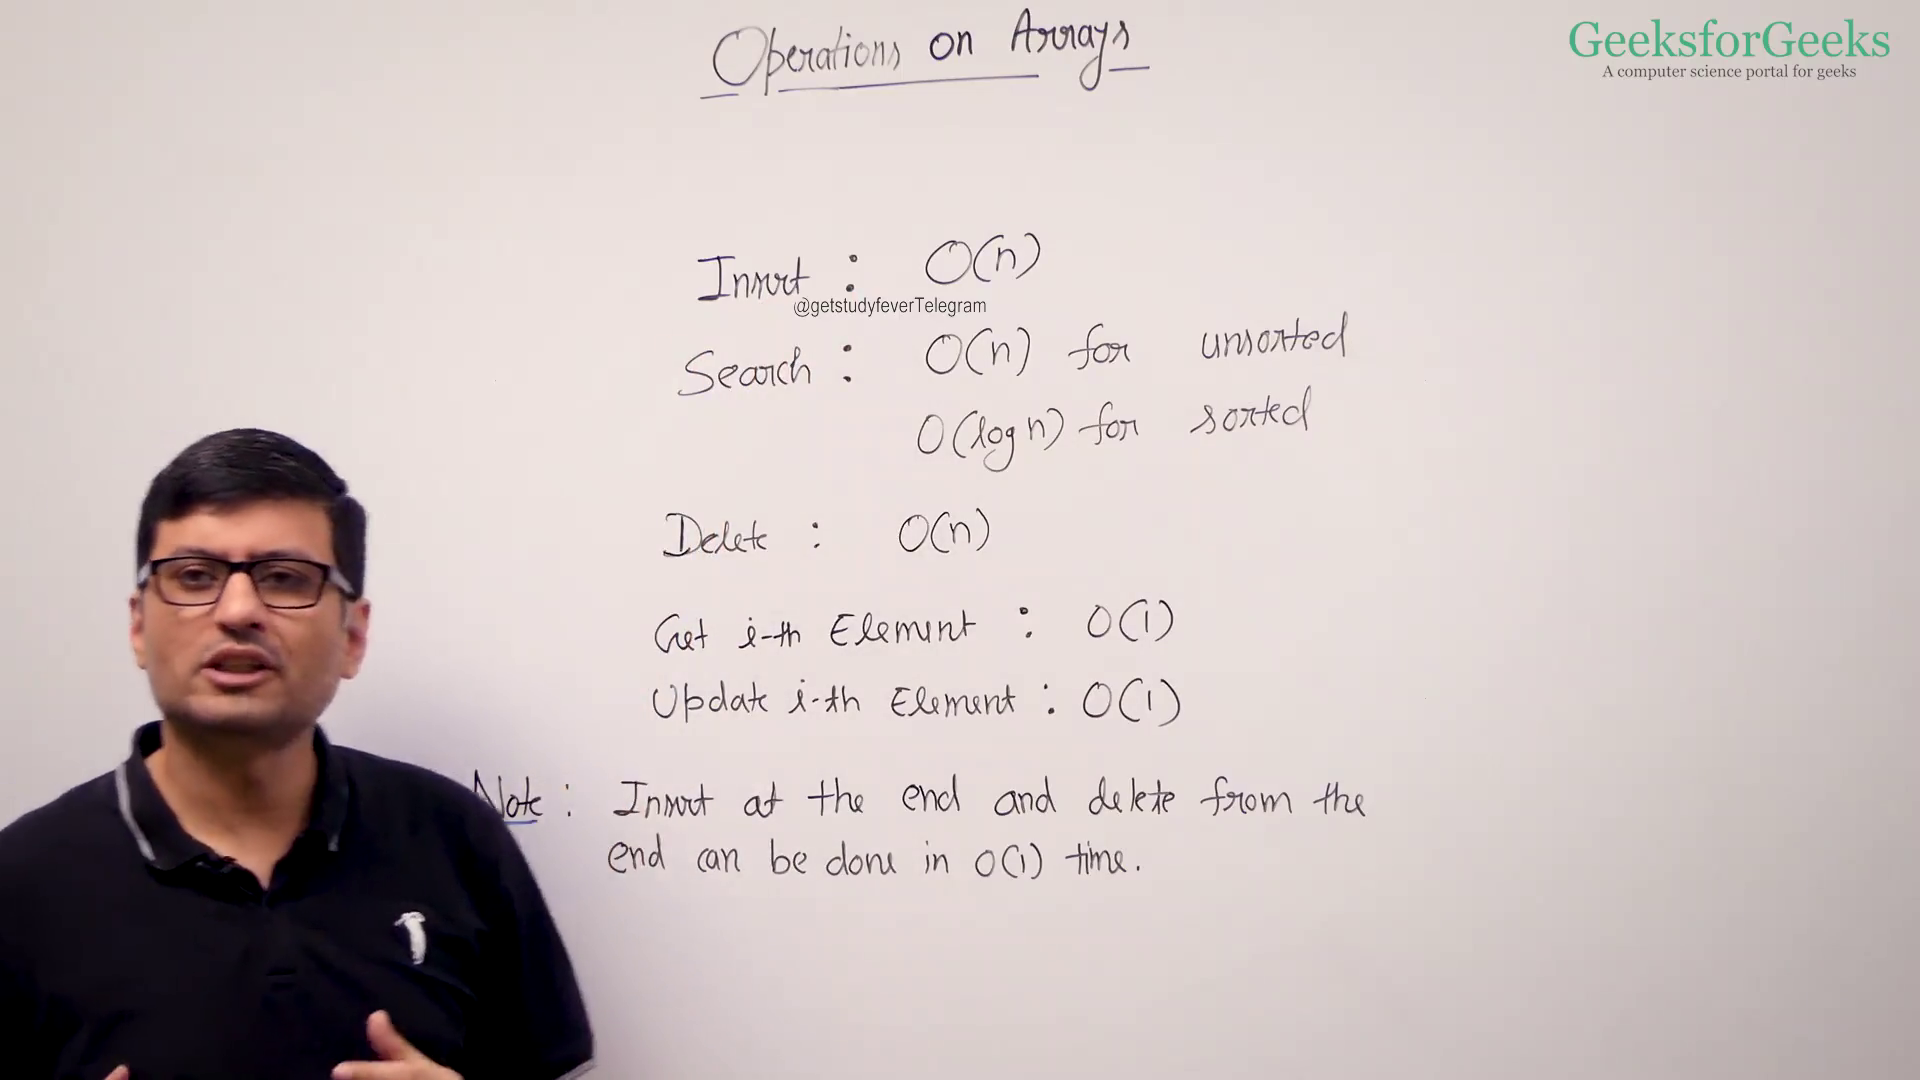 Operations on Arrays
GeeksforGeeks
A computer science portal for geeks
Insert : O(n)
@getstudyfeverTelegram
Search : O(n) for unsorted
O(log n) for sorted
Delete : O(n)
Get i-th Element : O(1)
Update i-th Element : O(1)
Note : Insert at the end and delete from the
end can be done in O(1) time.